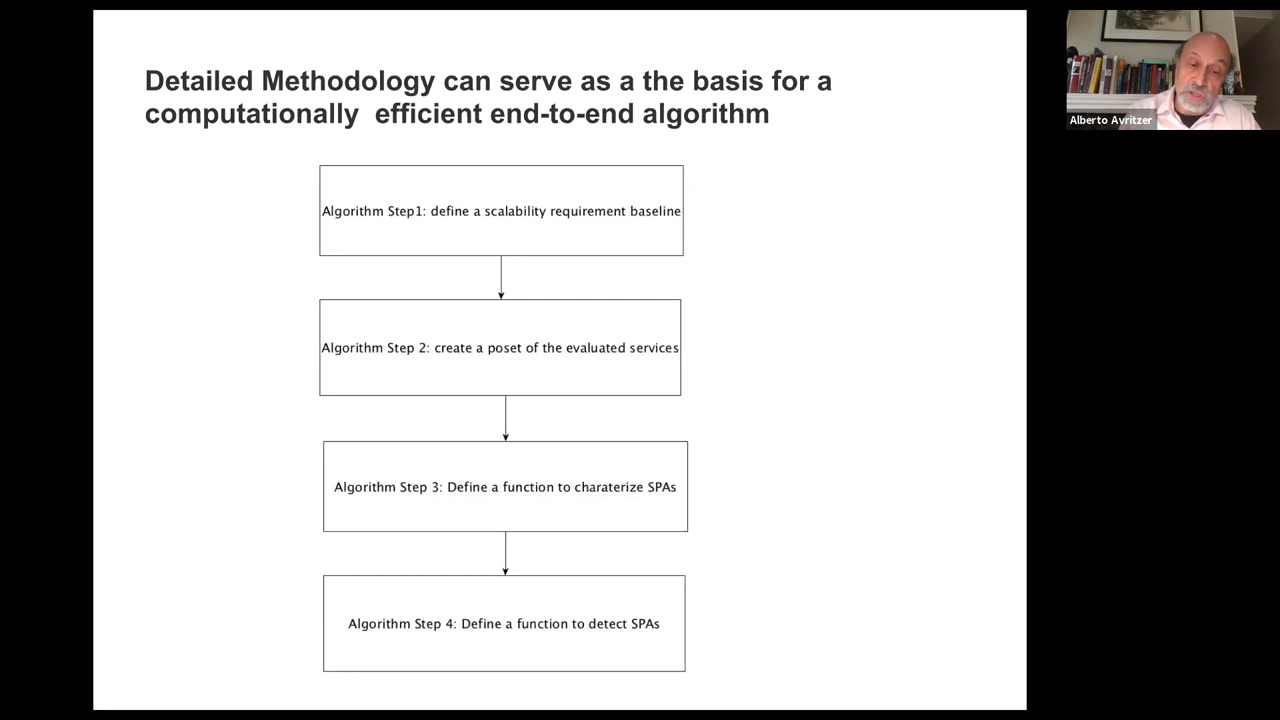 Detailed Methodology can serve as a the basis for a
computationally  efficient end-to-end algorithm
Algorithm Step1: define a scalability requirement baseline
Algorithm Step 2: create a poset of the evaluated services
Algorithm Step 3: Define a function to charaterize SPAs
Algorithm Step 4: Define a function to detect SPAs
Alberto Avritzer